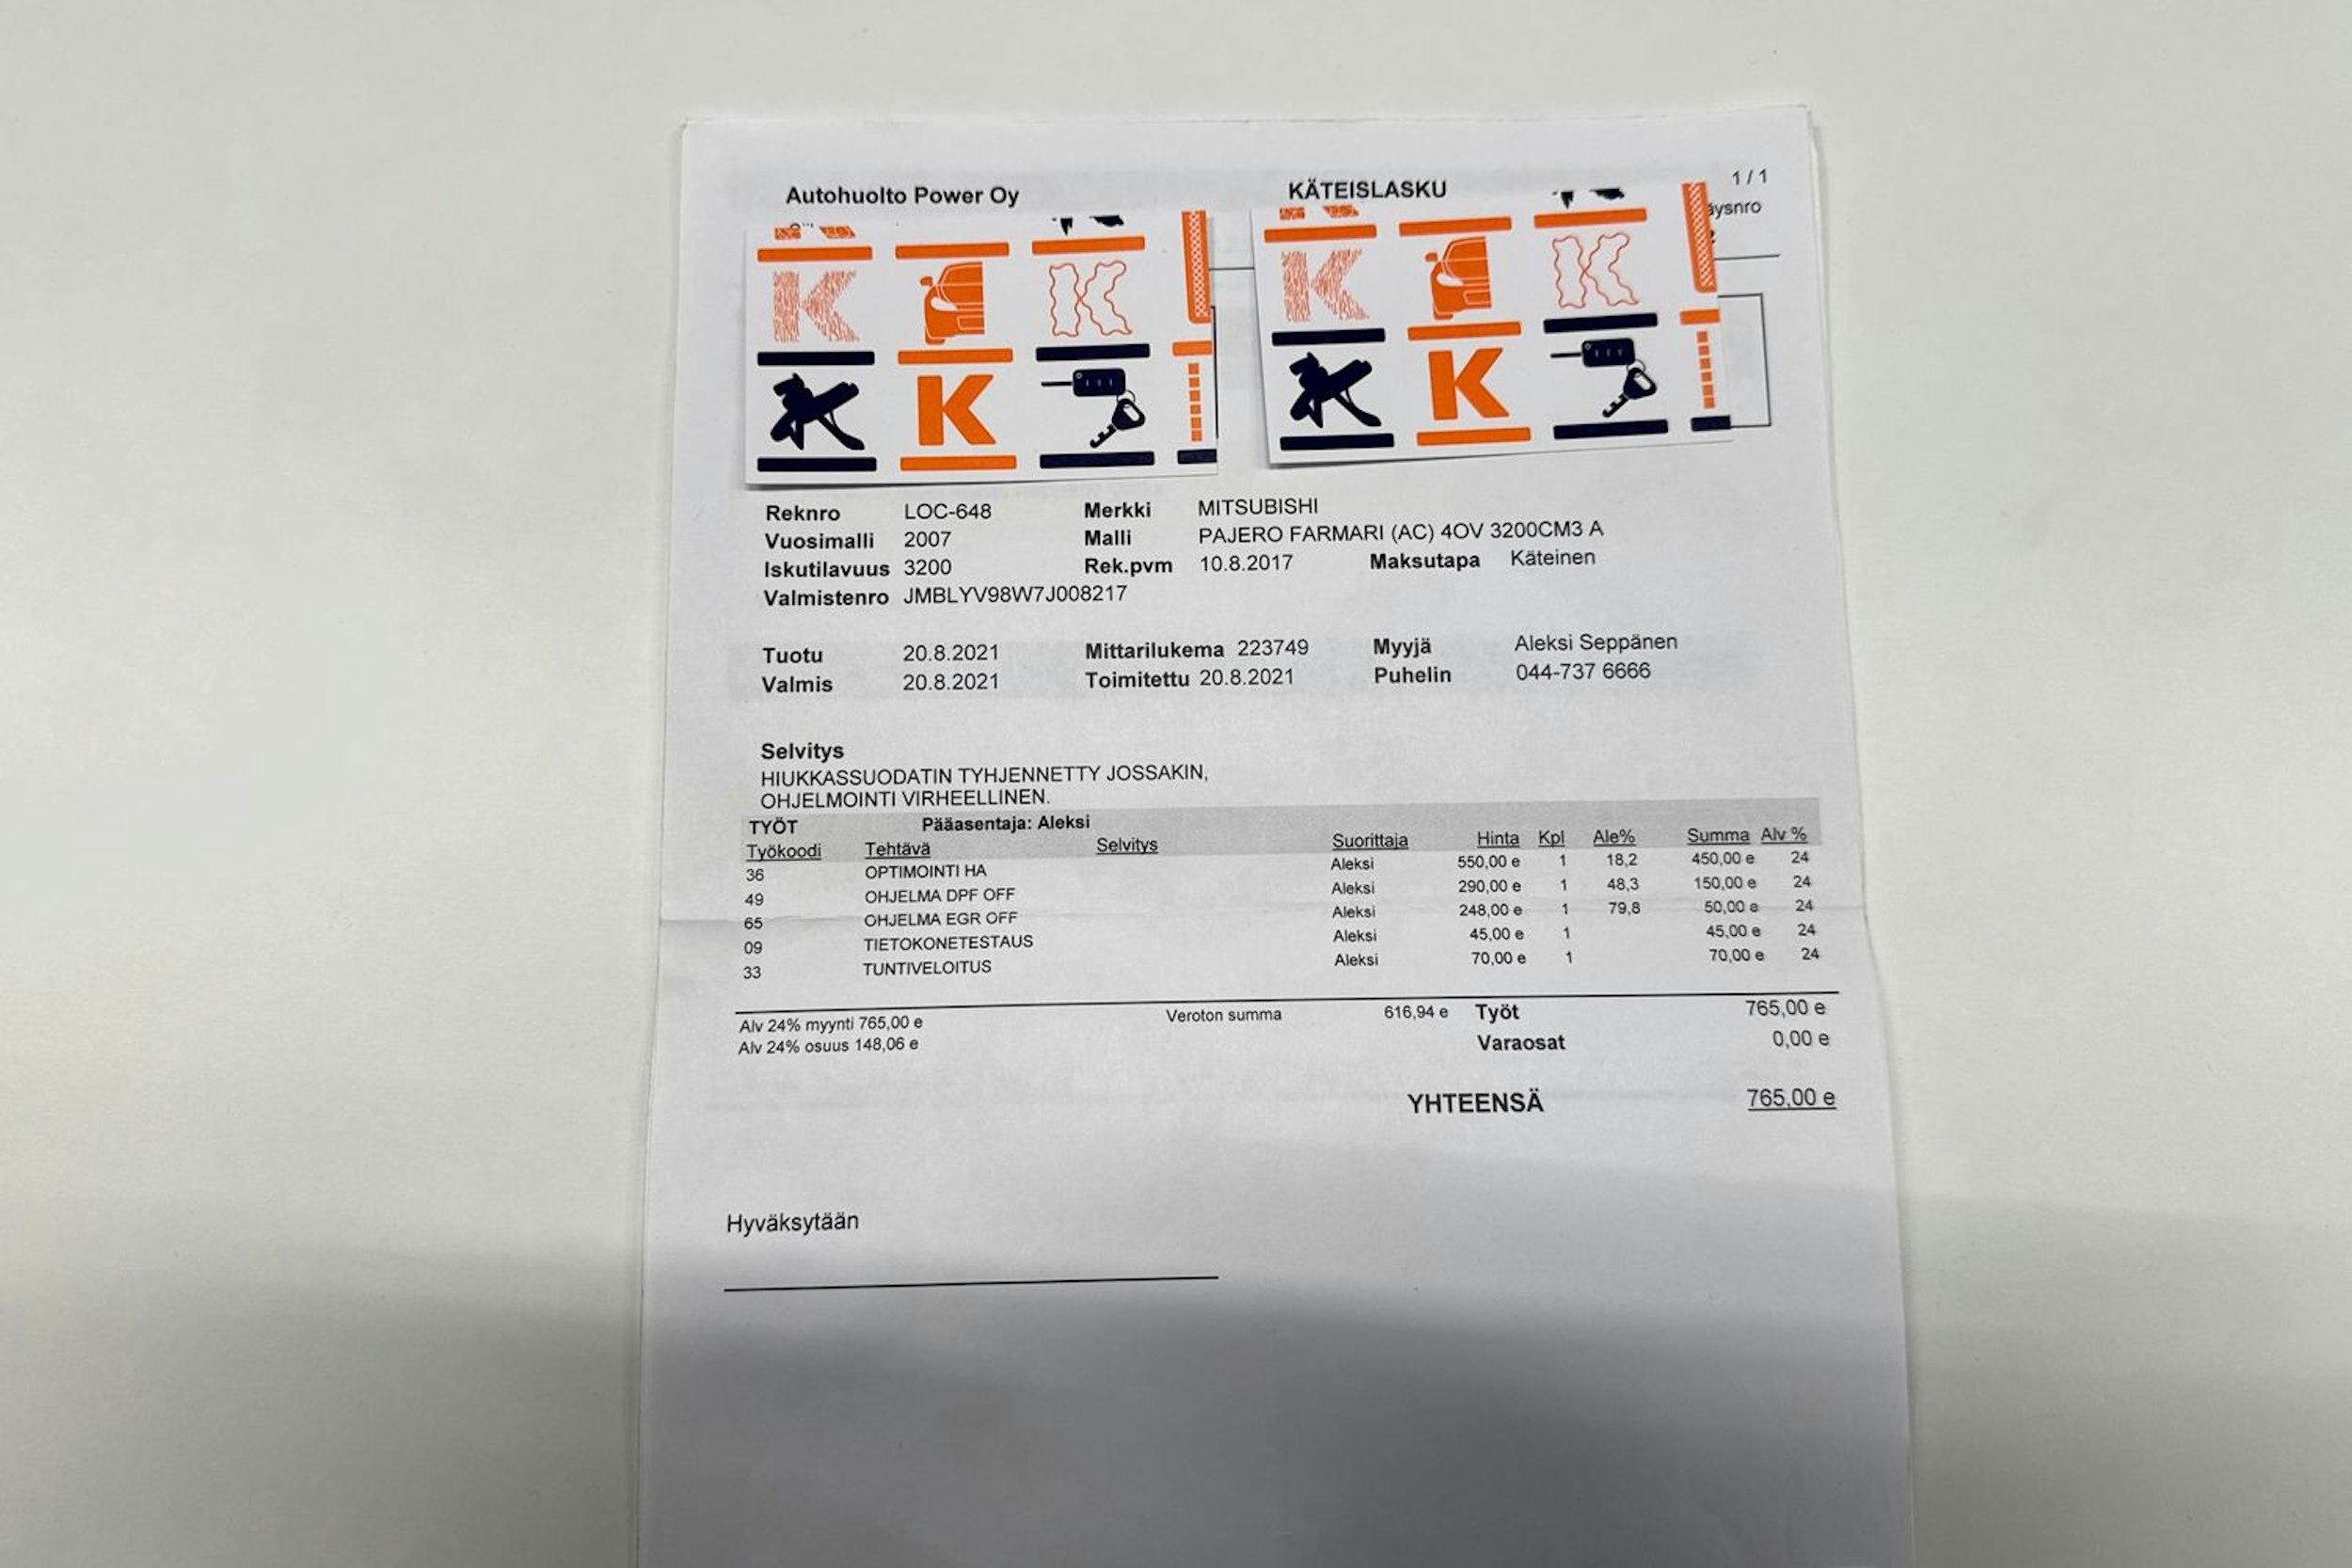 Autohuolto Power Oy KÄTEISLASKU 1 / 1
K K K K
K K K K
Reknro LOC-648 Merkki MITSUBISHI
Vuosimalli 2007 Malli PAJERO FARMARI (AC) 4OV 3200CM3 A
Iskutilavuus 3200 Rek.pvm 10.8.2017 Maksutapa Käteinen
Valmistenro JMBLYV98W7J008217
Tuotu 20.8.2021 Mittarilukema 223749 Myyjä Aleksi Seppänen
Valmis 20.8.2021 Toimitettu 20.8.2021 Puhelin 044-737 6666
Selvitys
HIUKKASSUODATIN TYHJENNETTY JOSSAKIN,
OHJELMOINTI VIRHEELLINEN.
TYÖT Pääasentaja: Aleksi
Työkoodi Tehtävä Selvitys Suorittaja Hinta Kpl Ale% Summa Alv %
36 OPTIMOINTI HA Aleksi 550,00 e 1 18,2 450,00 e 24
49 OHJELMA DPF OFF Aleksi 290,00 e 1 48,3 150,00 e 24
65 OHJELMA EGR OFF Aleksi 248,00 e 1 79,8 50,00 e 24
09 TIETOKONETESTAUS Aleksi 45,00 e 1 45,00 e 24
33 TUNTIVELOITUS Aleksi 70,00 e 1 70,00 e 24
Alv 24% myynti 765,00 e Veroton summa 616,94 e Työt 765,00 e
Alv 24% osuus 148,06 e Varaosat 0,00 e
YHTEENSÄ 765,00 e
Hyväksytään